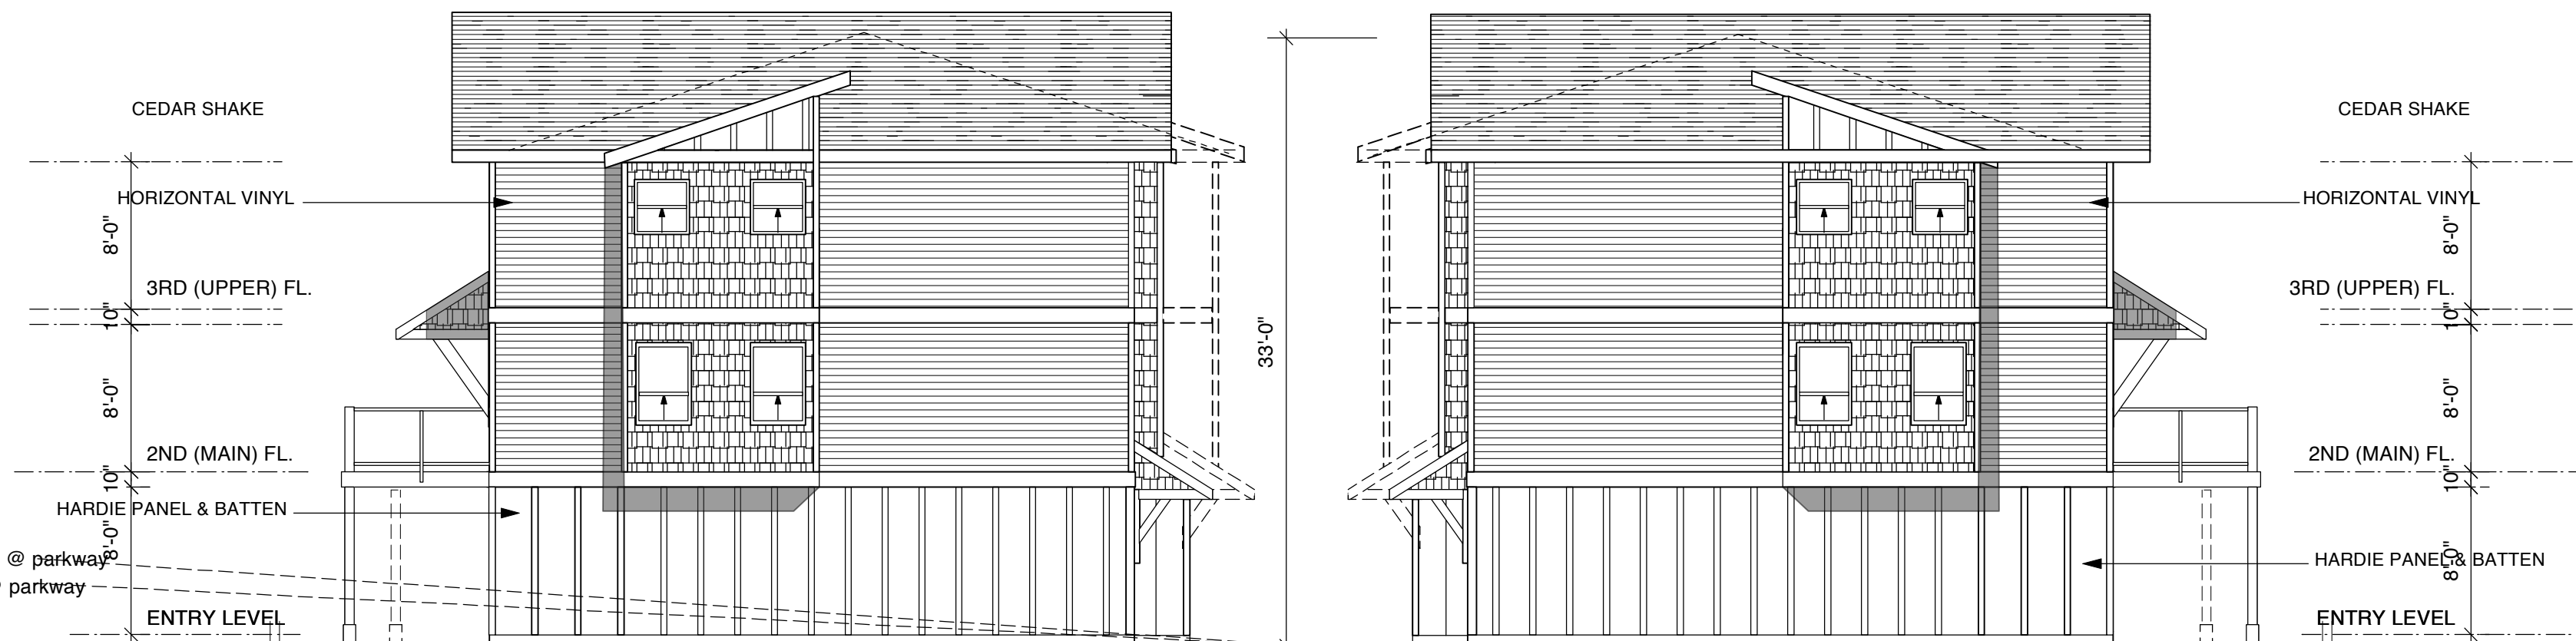 CEDAR SHAKE
HORIZONTAL VINYL
8'-0"
3RD (UPPER) FL.
10"
8'-0"
2ND (MAIN) FL.
10"
HARDIE PANEL & BATTEN
8'-0"
@ parkway
parkway
ENTRY LEVEL
33'-0"
CEDAR SHAKE
HORIZONTAL VINYL
8'-0"
3RD (UPPER) FL.
10"
8'-0"
2ND (MAIN) FL.
10"
HARDIE PANEL & BATTEN
8'-0"
ENTRY LEVEL